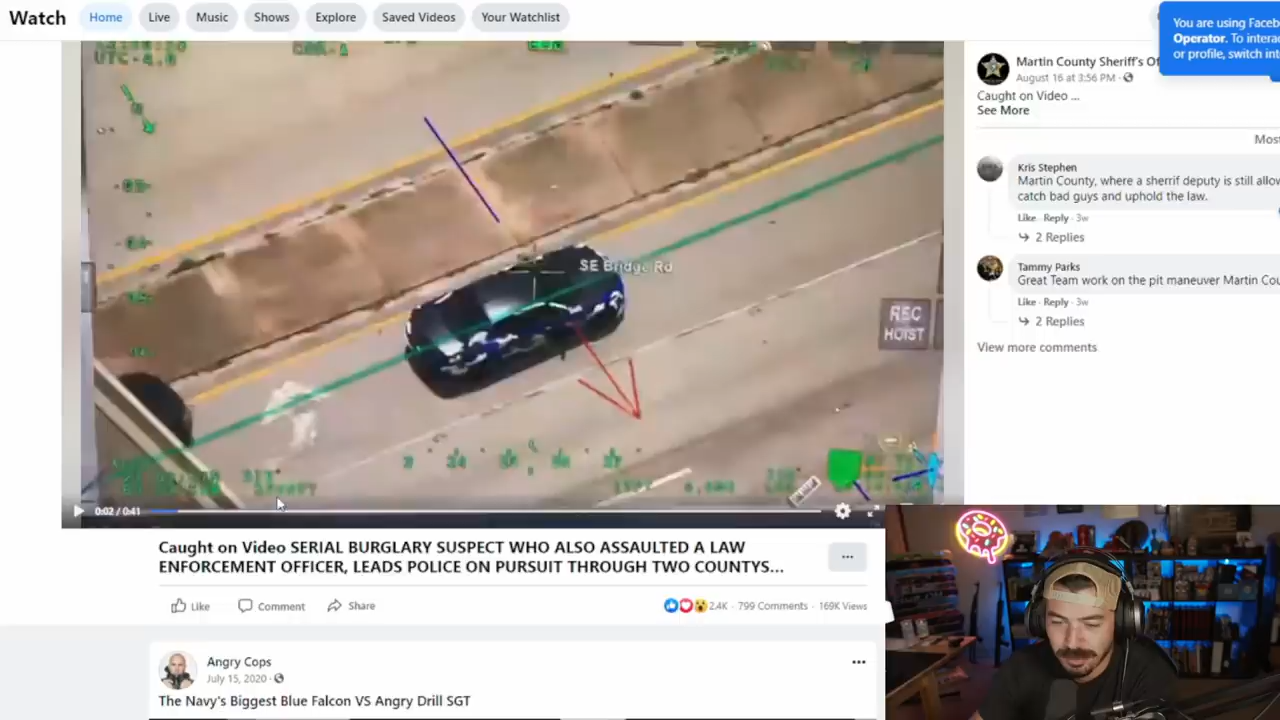 Watch
Home
Live
Music
Shows
Explore
Saved Videos
Your Watchlist
You are using Faceb
Operator. To intera
or profile, switch int
UTC-4.0
SE Bridge Rd
REC
HOIST
0:02 / 0:41
Martin County Sheriff's Of
August 16 at 3:56 PM ·
Caught on Video ...
See More
Most
Kris Stephen
Martin County, where a sherrif deputy is still allow
catch bad guys and uphold the law.
Like · Reply · 3w
2 Replies
Tammy Parks
Great Team work on the pit maneuver Martin Cou
Like · Reply · 3w
2 Replies
View more comments
Caught on Video SERIAL BURGLARY SUSPECT WHO ALSO ASSAULTED A LAW
ENFORCEMENT OFFICER, LEADS POLICE ON PURSUIT THROUGH TWO COUNTYS...
Like
Comment
Share
2.4K · 799 Comments · 169K Views
Angry Cops
July 15, 2020 ·
The Navy's Biggest Blue Falcon VS Angry Drill SGT